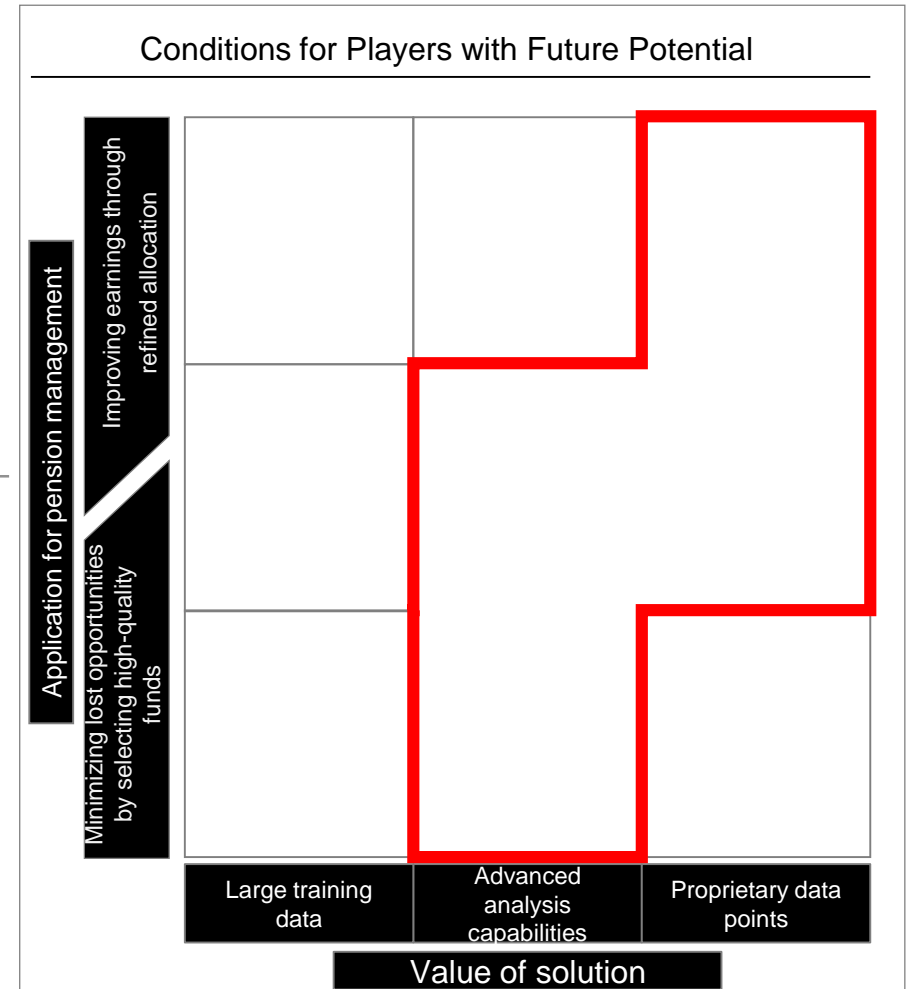 Conditions for Players with Future Potential
Application for pension management
Improving earnings through
refined allocation
Minimizing lost opportunities
by selecting high-quality
funds
Large training
data
Advanced
analysis
capabilities
Proprietary data
points
Value of solution